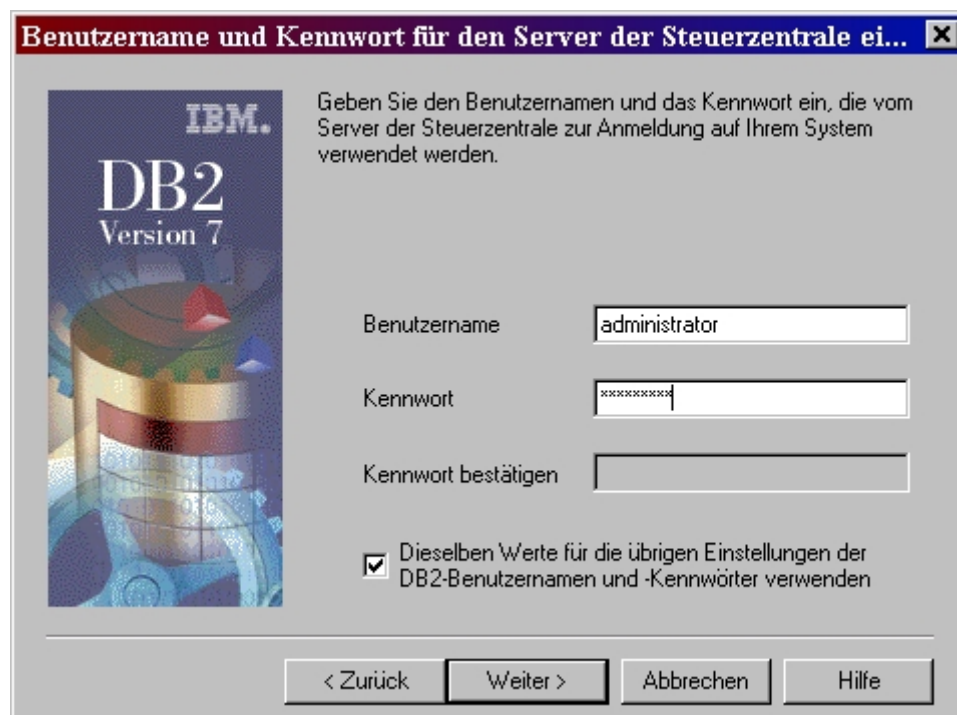 Benutzername und Kennwort für den Server der Steuerzentrale ei...
IBM.
DB2
Version 7
Geben Sie den Benutzernamen und das Kennwort ein, die vom
Server der Steuerzentrale zur Anmeldung auf Ihrem System
verwendet werden.
Benutzername
administrator
Kennwort
*********
Kennwort bestätigen
Dieselben Werte für die übrigen Einstellungen der
DB2-Benutzernamen und -Kennwörter verwenden
< Zurück
Weiter >
Abbrechen
Hilfe